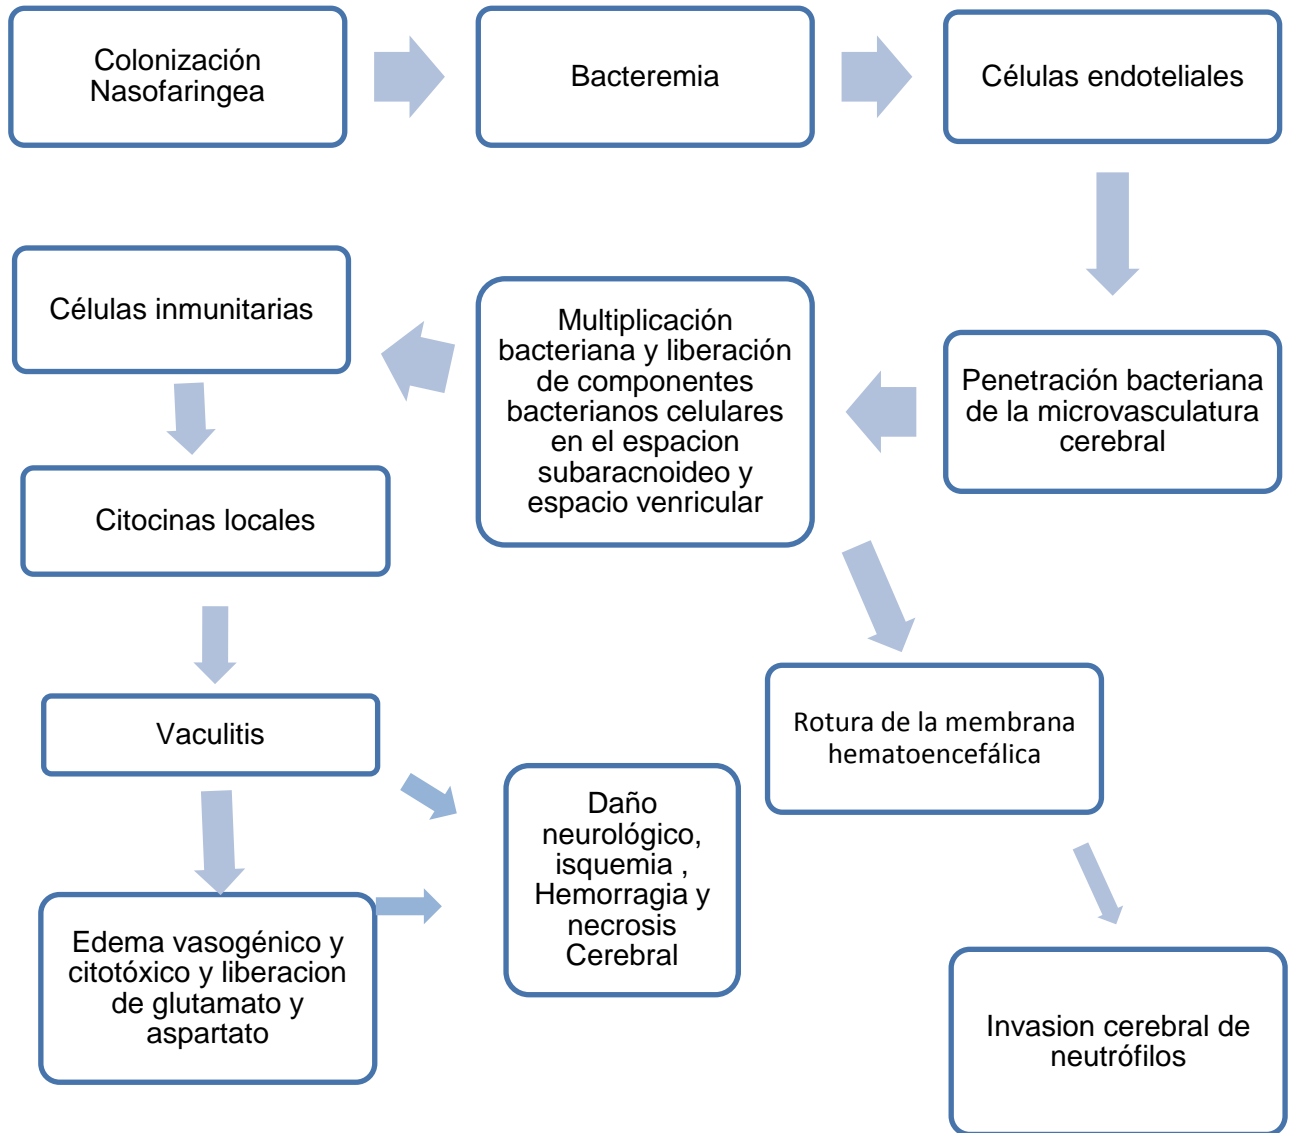 Colonización
Nasofaringea
Bacteremia
Células endoteliales
Penetración bacteriana
de la microvasculatura
cerebral
Multiplicación
bacteriana y liberación
de componentes
bacterianos celulares
en el espacion
subaracnoideo y
espacio venricular
Células inmunitarias
Citocinas locales
Vaculitis
Edema vasogénico y
citotóxico y liberacion
de glutamato y
aspartato
Daño
neurológico,
isquemia ,
Hemorragia y
necrosis
Cerebral
Rotura de la membrana
hematoencefálica
Invasion cerebral de
neutrófilos